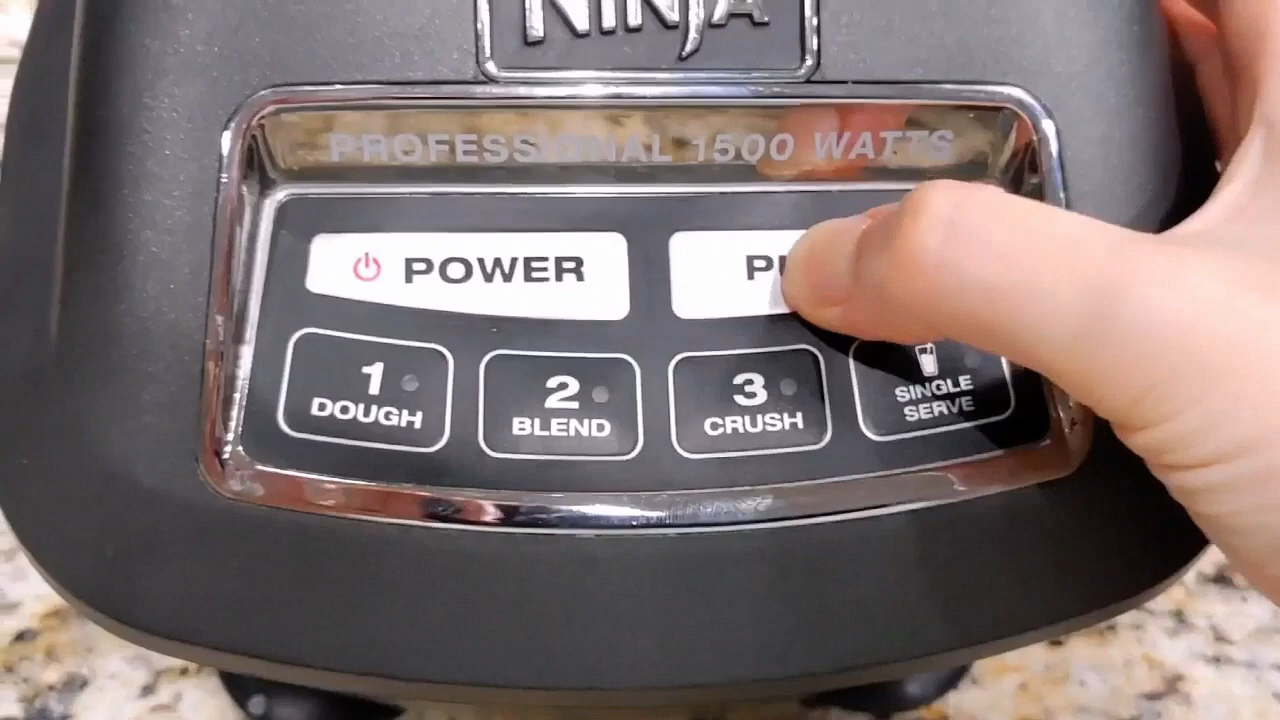 NINJA
PROFESSIONAL 1500 WATTS
POWER
1
DOUGH
2
BLEND
3
CRUSH
SINGLE
SERVE